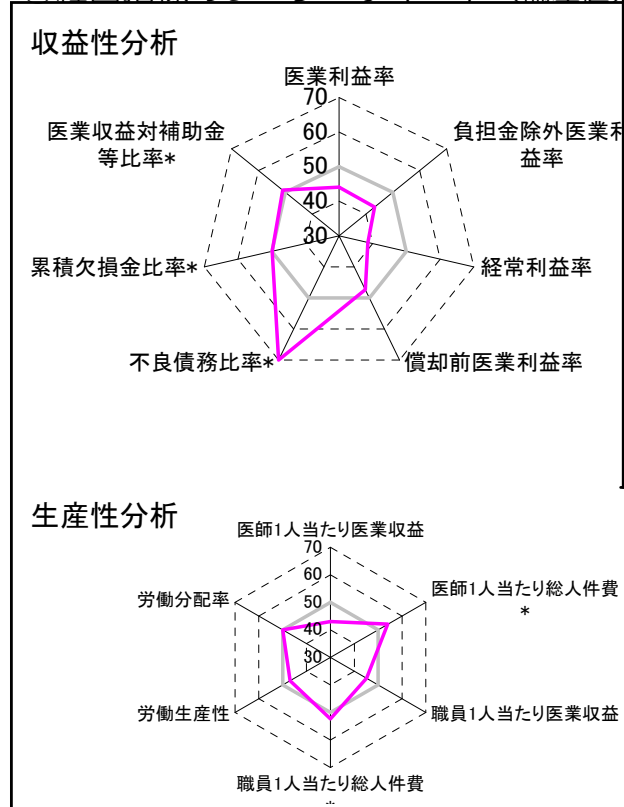 収益性分析
医業利益率
70
60
50
40
30
負担金除外医業利
益率
経常利益率
償却前医業利益率
不良債務比率*
累積欠損金比率*
医業収益対補助金
等比率*
生産性分析
医師1人当たり医業収益
70
60
50
40
30
医師1人当たり総人件費
*
職員1人当たり医業収益
職員1人当たり総人件費
*
労働生産性
労働分配率